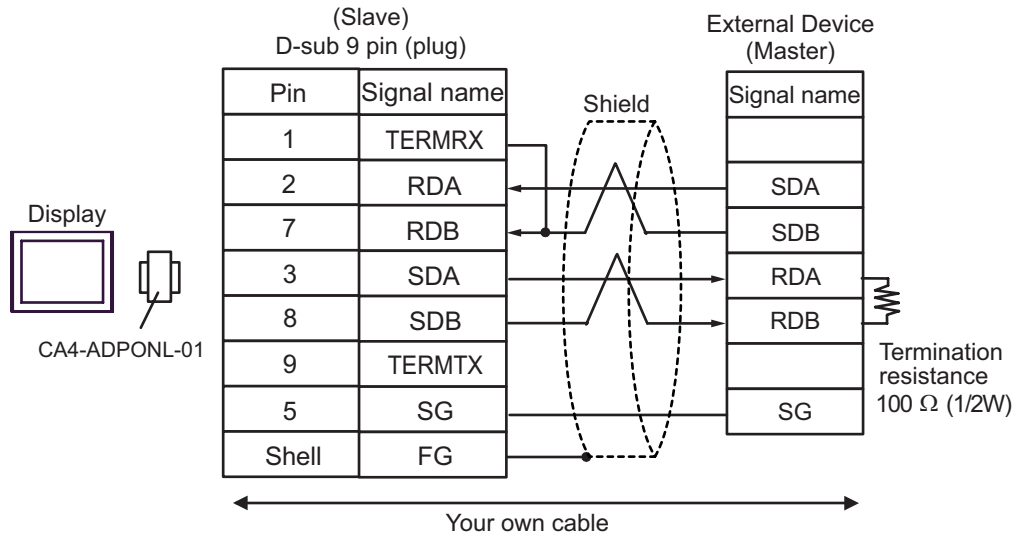 (Slave)
D-sub 9 pin (plug)
External Device
(Master)
Pin Signal name
Shield
Signal name
1 TERMRX
2 RDA
SDA
7 RDB
SDB
Display
3 SDA
RDA
8 SDB
RDB
CA4-ADPONL-01
9 TERMTX
Termination
resistance
100 Ω (1/2W)
5 SG
SG
Shell FG
Your own cable